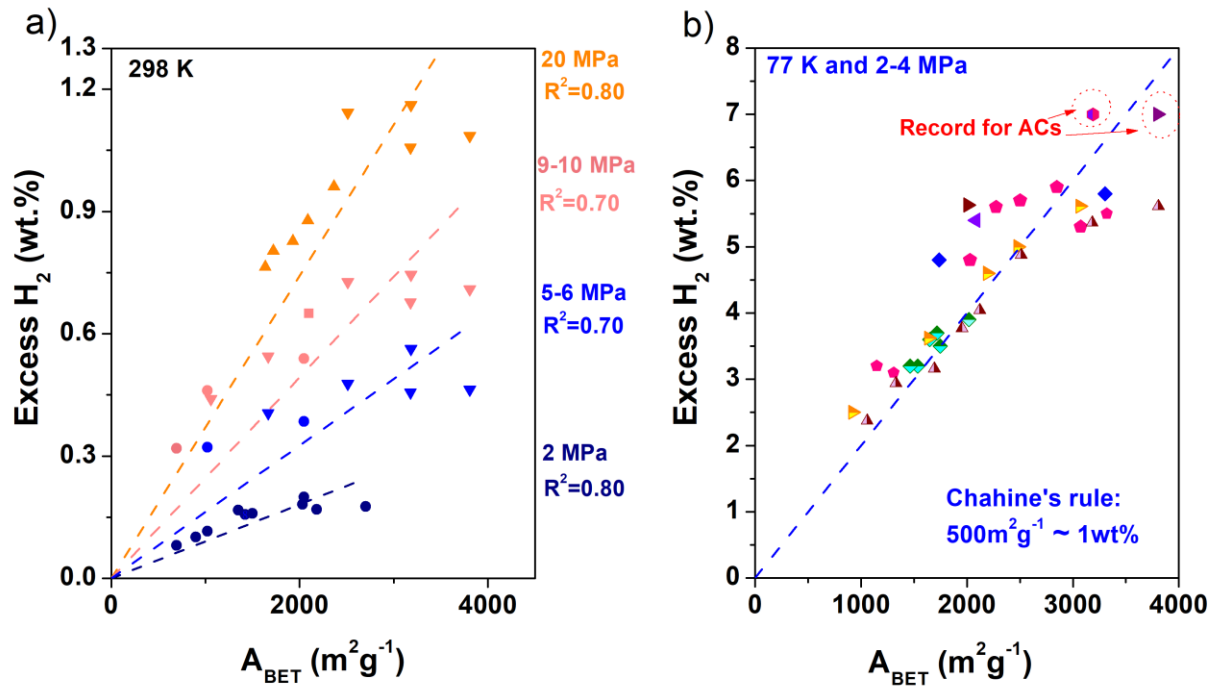 a)
298 K
1.3
1.2
0.9
0.6
0.3
0.0
Excess H₂ (wt.%)
0
2000
4000
A_BET (m²g⁻¹)
20 MPa
R²=0.80
9-10 MPa
R²=0.70
5-6 MPa
R²=0.70
2 MPa
R²=0.80
b)
77 K and 2-4 MPa
Record for ACs
8
7
6
5
4
3
2
1
0
Excess H₂ (wt.%)
Chahine's rule:
500m²g⁻¹ ~ 1wt%
0
1000
2000
3000
4000
A_BET (m²g⁻¹)